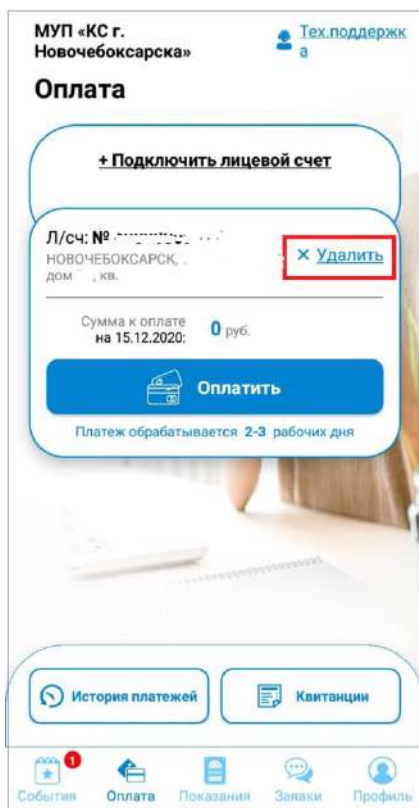 МУП «КС г.
Новочебоксарска»
Тех.поддержк
а
Оплата
+ Подключить лицевой счет
Л/сч: №
НОВОЧЕБОКСАРСК,
дом , кв.
× Удалить
Сумма к оплате
на 15.12.2020:
0 руб.
Оплатить
Платеж обрабатывается 2-3 рабочих дня
История платежей
Квитанции
1
События
Оплата
Показания
Заявки
Профиль